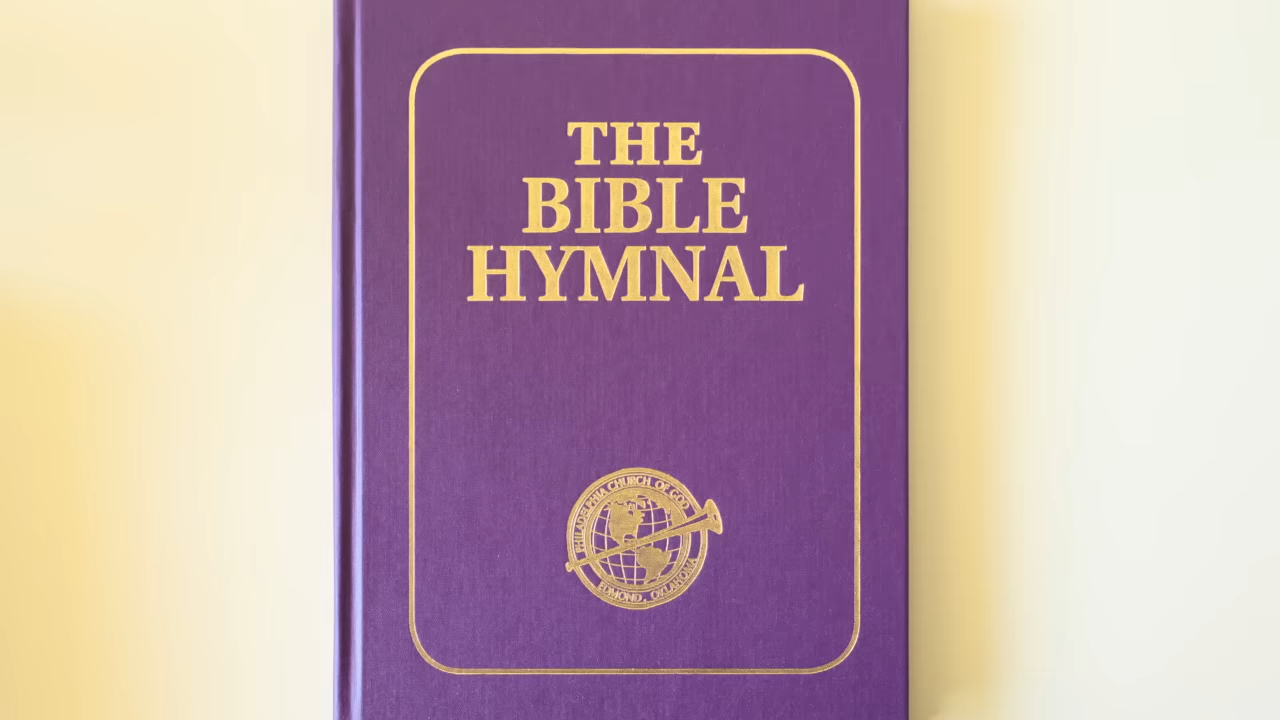 THE
BIBLE
HYMNAL
PHILADELPHIA CHURCH OF GOD
EDMOND, OKLAHOMA